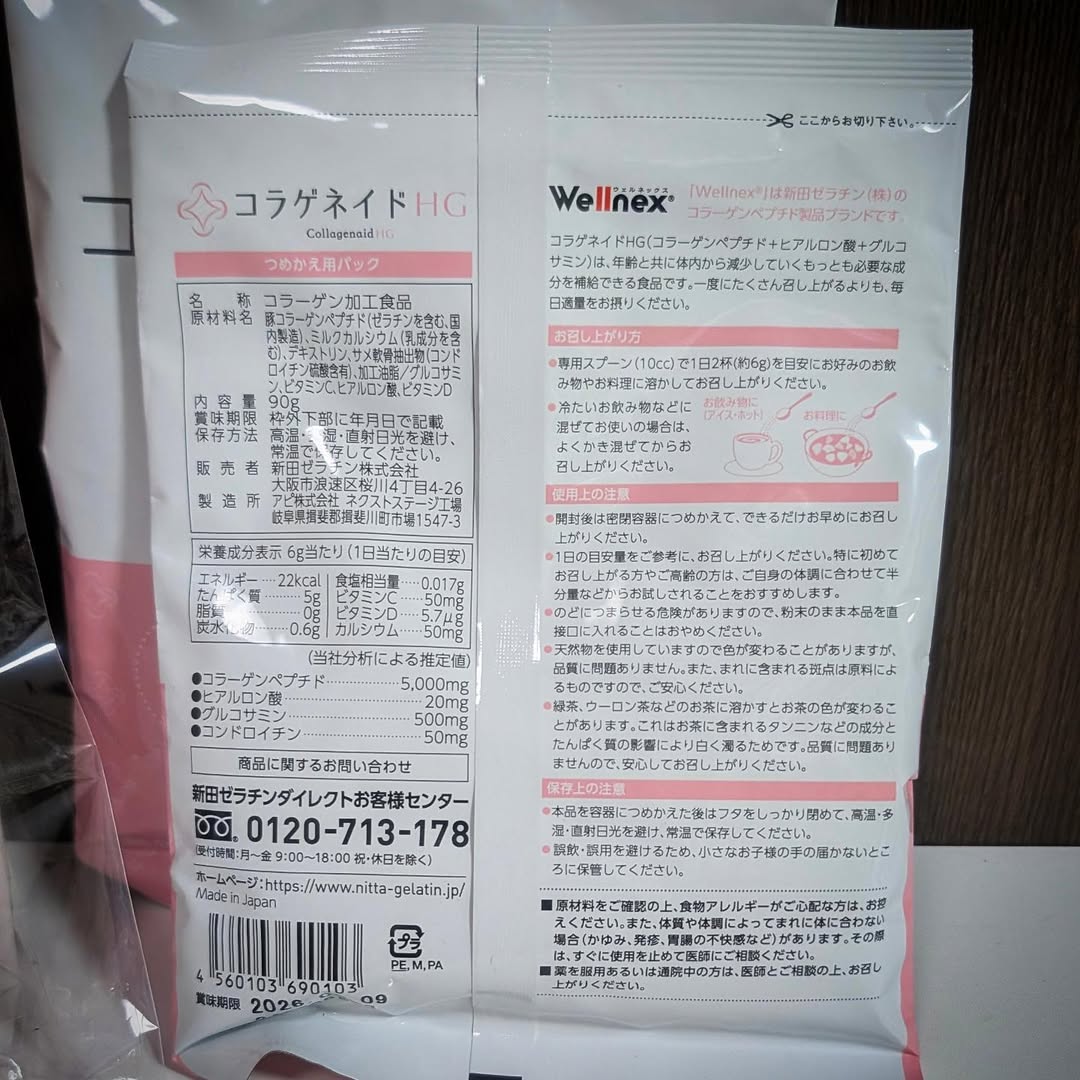 ここからお切り下さい。
コラゲネイドHG
Collagenaid HG
つめかえ用パック
名称 コラーゲン加工食品
原材料名 豚コラーゲンペプチド(ゼラチンを含む、国
内製造)、ミルクカルシウム(乳成分を含
む)、デキストリン、サメ軟骨抽出物(コンド
ロイチン硫酸含有)、加工油脂/グルコサミ
ン、ビタミンC、ヒアルロン酸、ビタミンD
内容量 90g
賞味期限 枠外下部に年月日で記載
保存方法 高温・多湿・直射日光を避け、
常温で保存してください。
販売者 新田ゼラチン株式会社
大阪市浪速区桜川4丁目4-26
製造所 アピ株式会社 ネクストステージ工場
岐阜県揖斐郡揖斐川町市場1547-3
栄養成分表示 6g当たり(1日当たりの目安)
エネルギー…22kcal 食塩相当量…0.017g
たんぱく質…5g ビタミンC…50mg
脂質…0g ビタミンD…5.7μg
炭水化物…0.6g カルシウム…50mg
(当社分析による推定値)
●コラーゲンペプチド…5,000mg
●ヒアルロン酸…20mg
●グルコサミン…500mg
●コンドロイチン…50mg
商品に関するお問い合わせ
新田ゼラチンダイレクトお客様センター
0120-713-178
(受付時間:月〜金 9:00〜18:00 祝・休日を除く)
ホームページ:https://www.nitta-gelatin.jp/
Made in Japan
4 560103 690103
プラ
PE, M, PA
賞味期限 2026 09
ウェルネックス
Wellnex®
「Wellnex®」は新田ゼラチン(株)の
コラーゲンペプチド製品ブランドです。
コラゲネイドHG(コラーゲンペプチド+ヒアルロン酸+グルコ
サミン)は、年齢と共に体内から減少していくもっとも必要な成
分を補給できる食品です。一度にたくさん召し上がるよりも、毎
日適量をお摂りください。
お召し上がり方
●専用スプーン(10cc)で1日2杯(約6g)を目安にお好みのお飲
み物やお料理に溶かしてお召し上がりください。
●冷たいお飲み物などに
混ぜてお使いの場合は、
よくかき混ぜてからお
召し上がりください。
お飲み物に
(アイス・ホット)
お料理に
使用上の注意
●開封後は密閉容器につめかえて、できるだけお早めにお召し
上がりください。
●1日の目安量をご参考に、お召し上がりください。特に初めて
お召し上がる方やご高齢の方は、ご自身の体調に合わせて半
分量などからお試しされることをおすすめします。
●のどにつまらせる危険がありますので、粉末のまま本品を直
接口に入れることはおやめください。
●天然物を使用していますので色が変わることがありますが、
品質に問題ありません。また、まれに含まれる斑点は原料によ
るものですので、ご安心ください。
●緑茶、ウーロン茶などのお茶に溶かすとお茶の色が変わるこ
とがあります。これはお茶に含まれるタンニンなどの成分と
たんぱく質の影響により白く濁るためです。品質に問題あり
ませんので、安心してお召し上がりください。
保存上の注意
●本品を容器につめかえた後はフタをしっかり閉めて、高温・多
湿・直射日光を避け、常温で保存してください。
●誤飲・誤用を避けるため、小さなお子様の手の届かないとこ
ろに保管してください。
■原材料をご確認の上、食物アレルギーがご心配な方は、お控
えください。また、体質や体調によってまれに体に合わない
場合(かゆみ、発疹、胃腸の不快感など)があります。その際
は、すぐに使用を止めて医師にご相談ください。
■薬を服用あるいは通院中の方は、医師とご相談の上、お召し
上がりください。